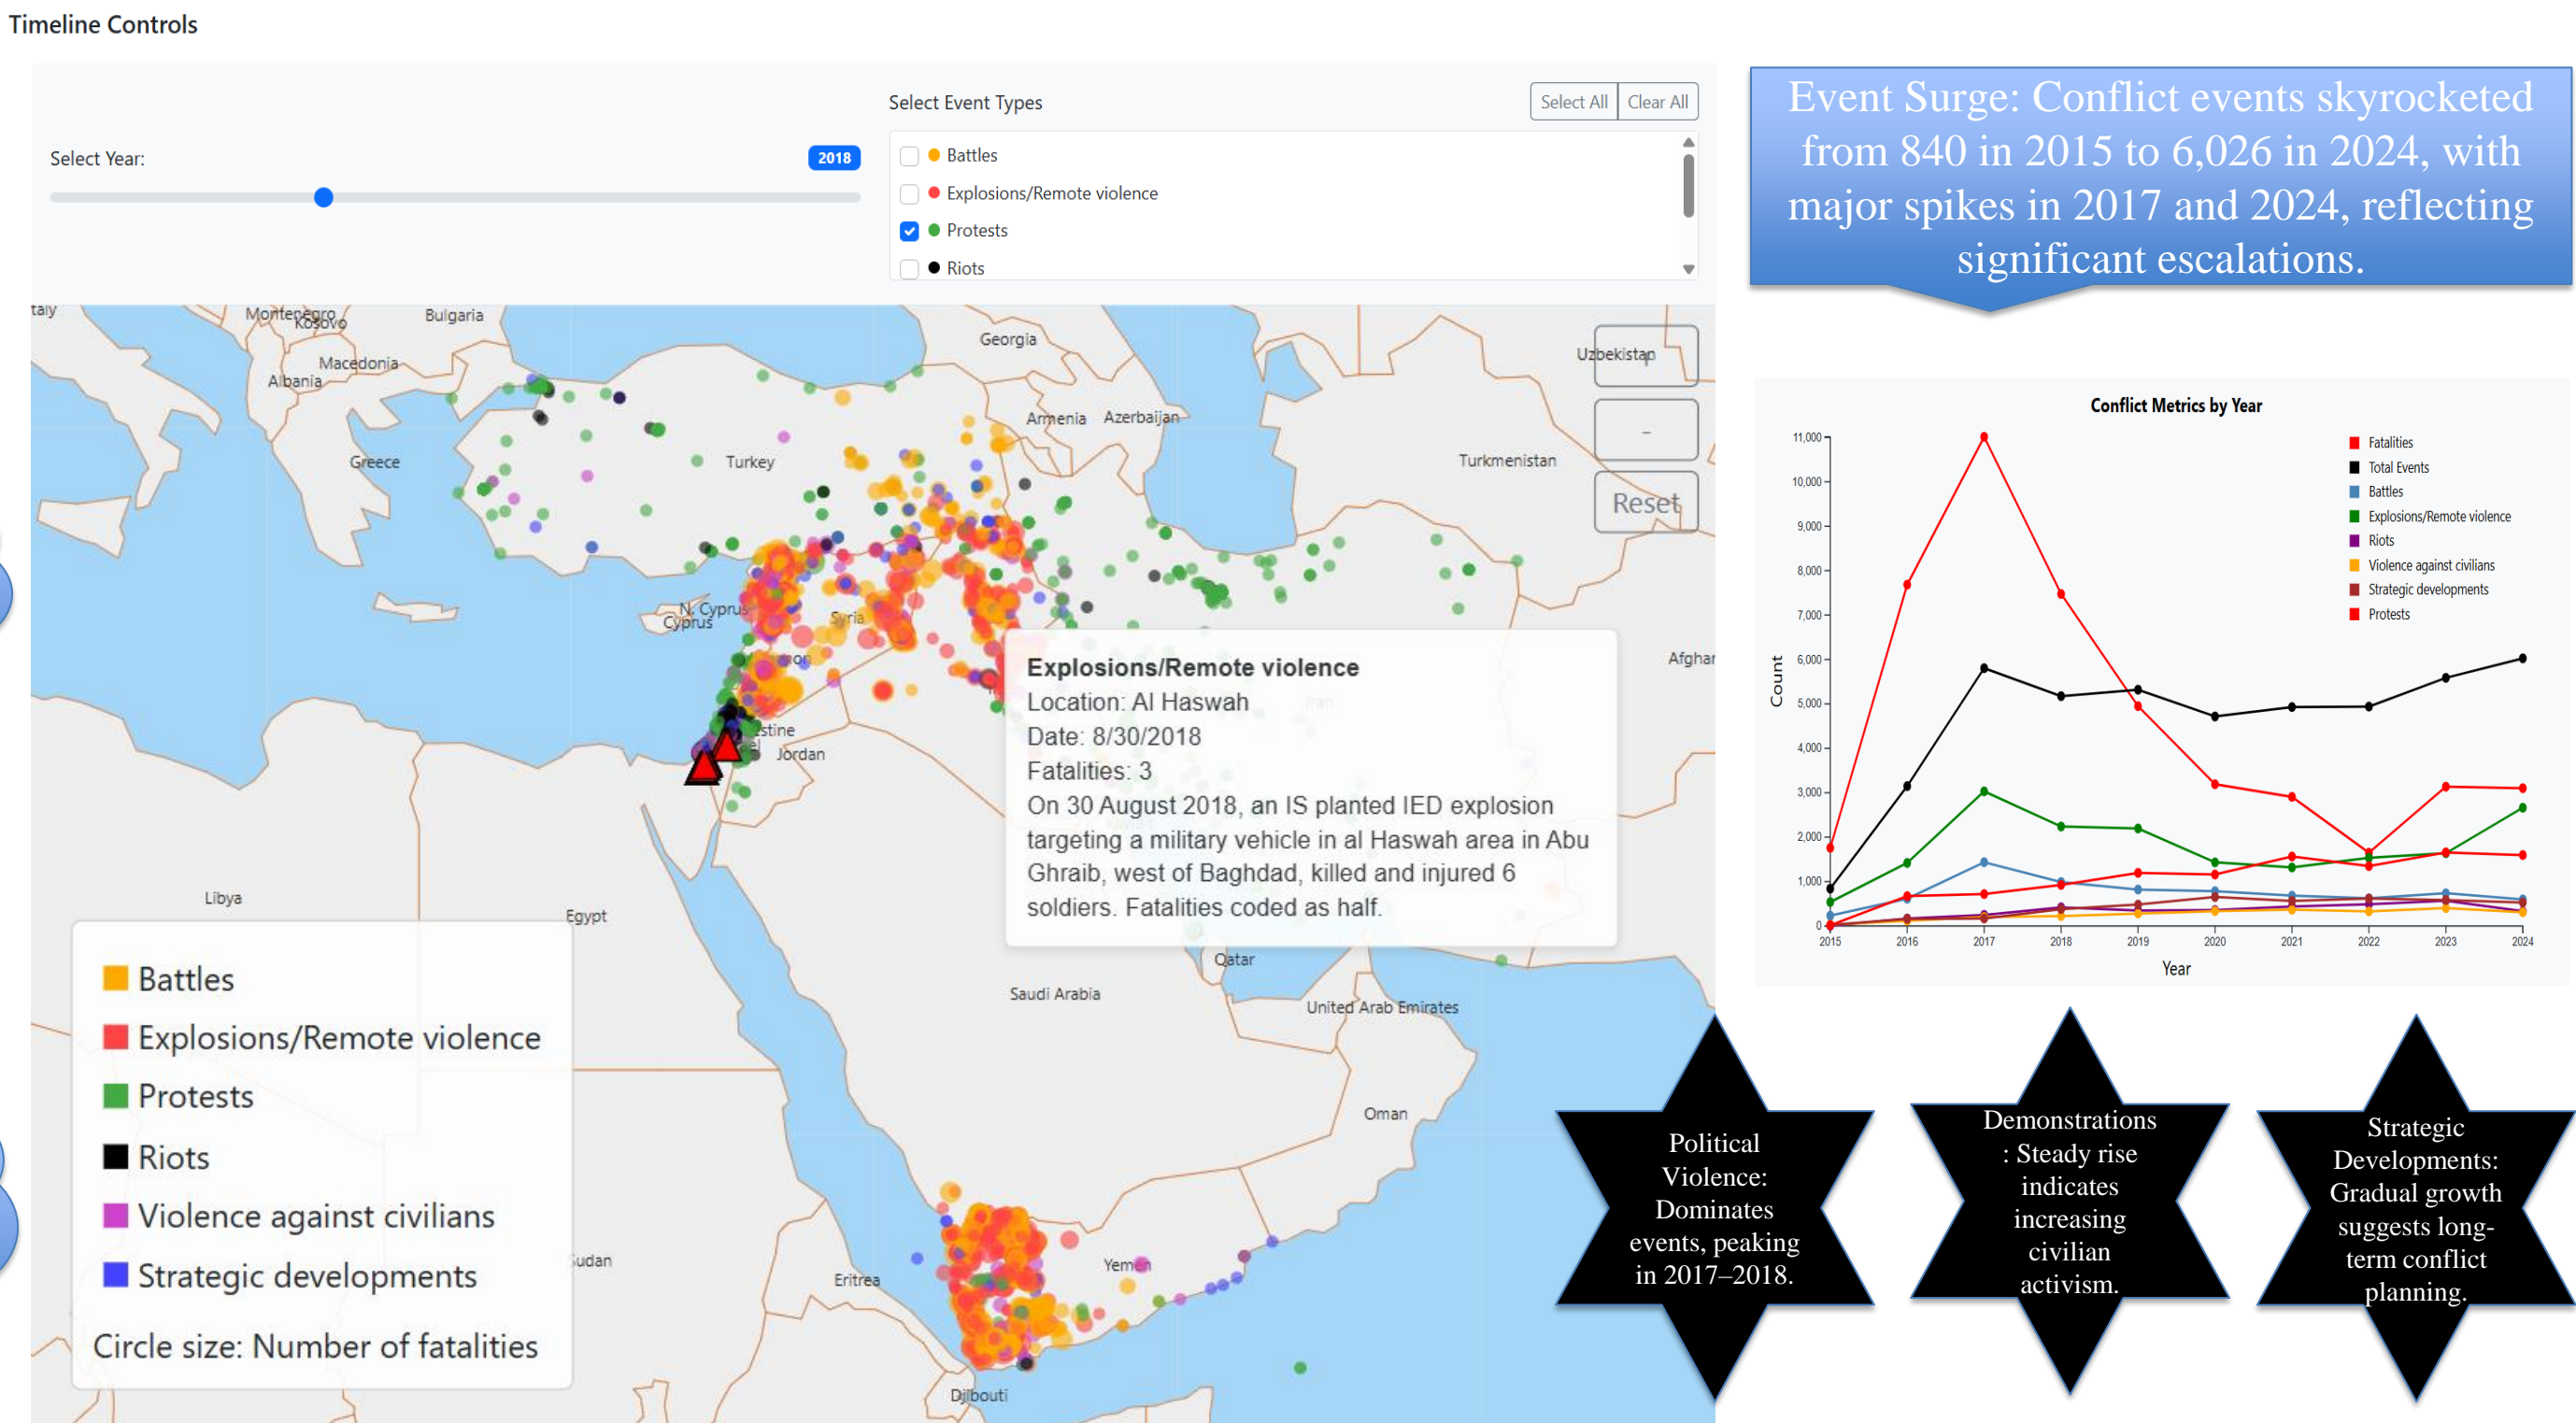 Timeline Controls
Select Year:
2018
Select Event Types
Select All
Clear All
Battles
Explosions/Remote violence
Protests
Riots
Event Surge: Conflict events skyrocketed
from 840 in 2015 to 6,026 in 2024, with
major spikes in 2017 and 2024, reflecting
significant escalations.
taly
Montenegro
Kosovo
Bulgaria
Macedonia
Albania
Greece
Turkey
Georgia
Armenia
Azerbaijan
Uzbekistan
Turkmenistan
+
-
Reset
N. Cyprus
Cyprus
Syria
non
stine
el
Jordan
Iran
Afghar
Explosions/Remote violence
Location: Al Haswah
Date: 8/30/2018
Fatalities: 3
On 30 August 2018, an IS planted IED explosion
targeting a military vehicle in al Haswah area in Abu
Ghraib, west of Baghdad, killed and injured 6
soldiers. Fatalities coded as half.
Libya
Egypt
Qatar
Saudi Arabia
United Arab Emirates
Oman
Sudan
Eritrea
Yemen
Djibouti
Battles
Explosions/Remote violence
Protests
Riots
Violence against civilians
Strategic developments
Circle size: Number of fatalities
Conflict Metrics by Year
Fatalities
Total Events
Battles
Explosions/Remote violence
Riots
Violence against civilians
Strategic developments
Protests
11,000
10,000
9,000
8,000
7,000
6,000
5,000
4,000
3,000
2,000
1,000
0
Count
2015 2016 2017 2018 2019 2020 2021 2022 2023 2024
Year
Political
Violence:
Dominates
events, peaking
in 2017–2018.
Demonstrations
: Steady rise
indicates
increasing
civilian
activism.
Strategic
Developments:
Gradual growth
suggests long-
term conflict
planning.